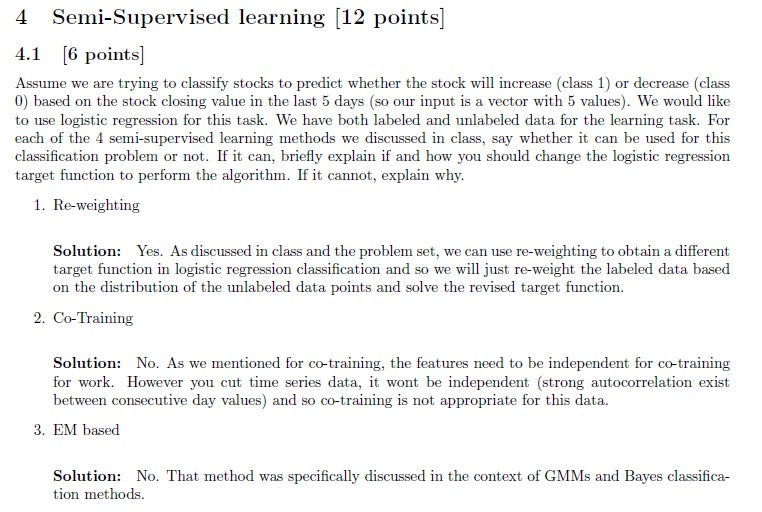 4 Semi-Supervised learning [12 points]
4.1 [6 points]
Assume we are trying to classify stocks to predict whether the stock will increase (class 1) or decrease (class
0) based on the stock closing value in the last 5 days (so our input is a vector with 5 values). We would like
to use logistic regression for this task. We have both labeled and unlabeled data for the learning task. For
each of the 4 semi-supervised learning methods we discussed in class, say whether it can be used for this
classification problem or not. If it can, briefly explain if and how you should change the logistic regression
target function to perform the algorithm. If it cannot, explain why.
1. Re-weighting
Solution: Yes. As discussed in class and the problem set, we can use re-weighting to obtain a different
target function in logistic regression classification and so we will just re-weight the labeled data based
on the distribution of the unlabeled data points and solve the revised target function.
2. Co-Training
Solution: No. As we mentioned for co-training, the features need to be independent for co-training
for work. However you cut time series data, it wont be independent (strong autocorrelation exist
between consecutive day values) and so co-training is not appropriate for this data.
3. EM based
Solution: No. That method was specifically discussed in the context of GMMs and Bayes classifica-
tion methods.